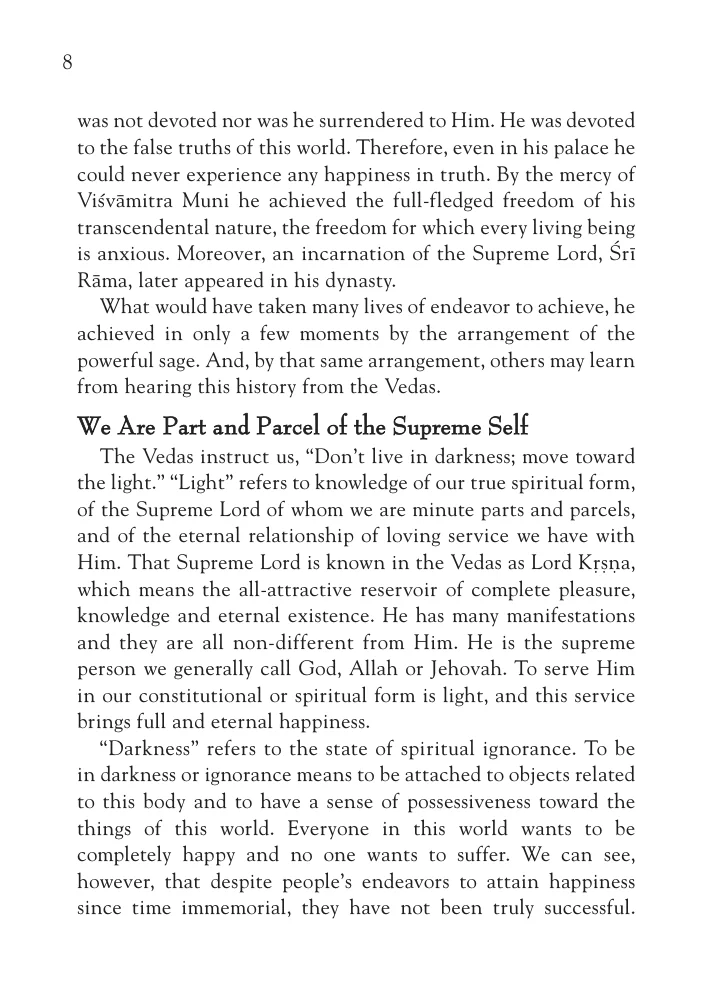 8
was not devoted nor was he surrendered to Him. He was devoted
to the false truths of this world. Therefore, even in his palace he
could never experience any happiness in truth. By the mercy of
Viśvāmitra Muni he achieved the full-fledged freedom of his
transcendental nature, the freedom for which every living being
is anxious. Moreover, an incarnation of the Supreme Lord, Śrī
Rāma, later appeared in his dynasty.
What would have taken many lives of endeavor to achieve, he
achieved in only a few moments by the arrangement of the
powerful sage. And, by that same arrangement, others may learn
from hearing this history from the Vedas.
We Are Part and Parcel of the Supreme Self
The Vedas instruct us, “Don’t live in darkness; move toward
the light.” “Light” refers to knowledge of our true spiritual form,
of the Supreme Lord of whom we are minute parts and parcels,
and of the eternal relationship of loving service we have with
Him. That Supreme Lord is known in the Vedas as Lord Kṛṣṇa,
which means the all-attractive reservoir of complete pleasure,
knowledge and eternal existence. He has many manifestations
and they are all non-different from Him. He is the supreme
person we generally call God, Allah or Jehovah. To serve Him
in our constitutional or spiritual form is light, and this service
brings full and eternal happiness.
“Darkness” refers to the state of spiritual ignorance. To be
in darkness or ignorance means to be attached to objects related
to this body and to have a sense of possessiveness toward the
things of this world. Everyone in this world wants to be
completely happy and no one wants to suffer. We can see,
however, that despite people’s endeavors to attain happiness
since time immemorial, they have not been truly successful.